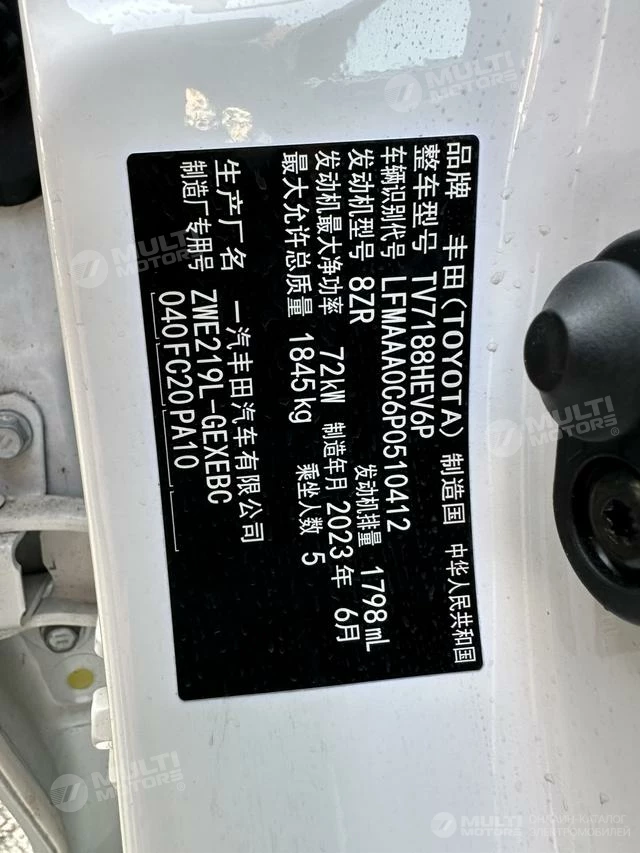 品牌 丰田(TOYOTA) 制造国 中华人民共和国
整车型号 TV7188HEV6P
车辆识别代号 LFMAAA0C6P0510412
发动机型号 8ZR 发动机排量 1798mL
发动机最大净功率 72kW 制造年月 2023年 6月
最大允许总质量 1845kg 乘坐人数 5
生产厂名 一汽丰田汽车有限公司
制造厂专用号 ZWE219L-GEXEBC
040FC20PA10
MULTI
MOTORS
MULTI
MOTORS
MULTI
MOTORS
MULTI
MOTORS
MULTI
MOTORS
ОНЛАЙН-КАТАЛОГ
ЭЛЕКТРОМОБИЛЕЙ